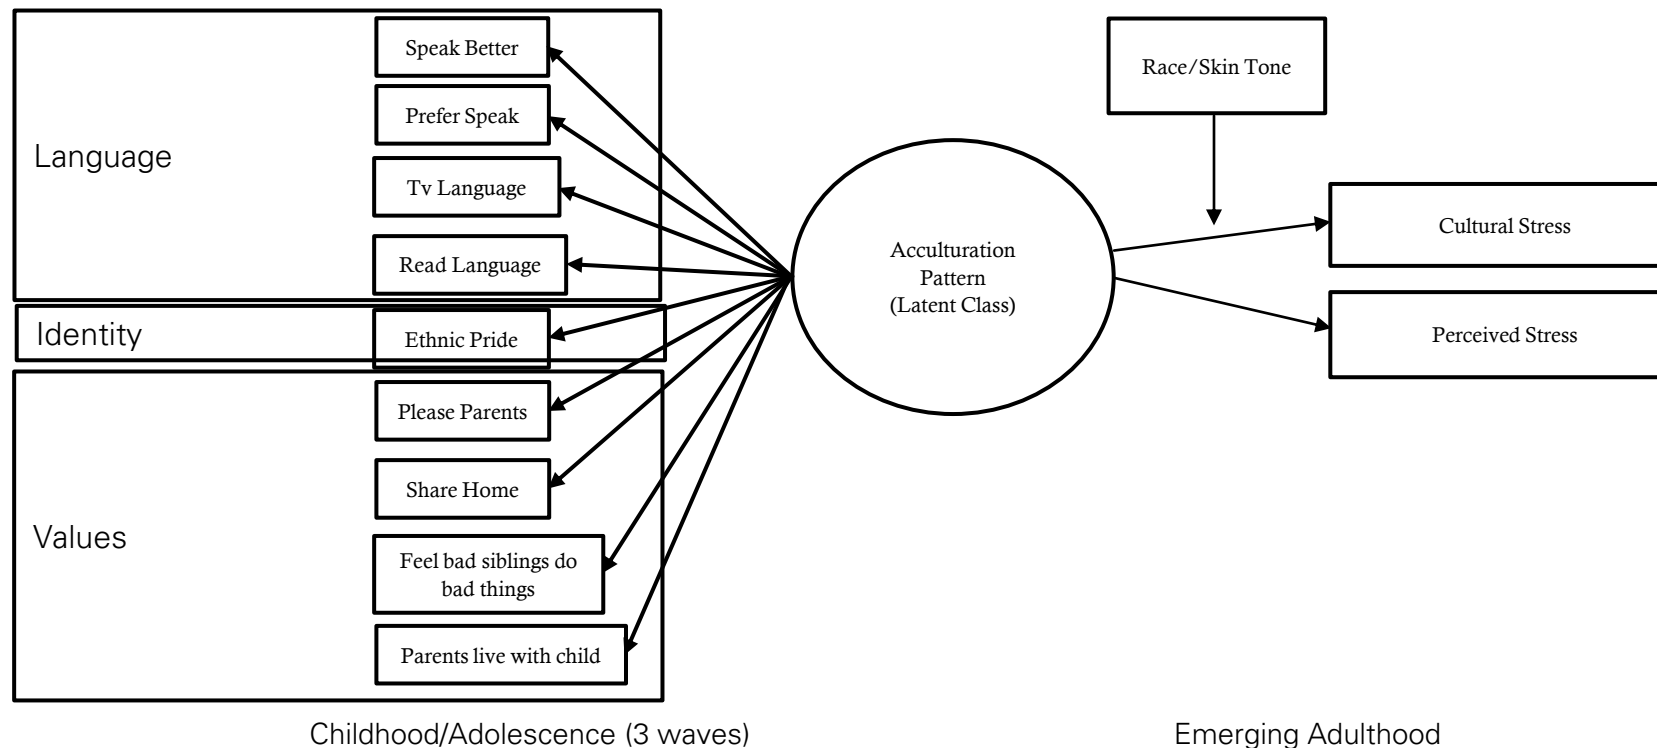 Language
Speak Better
Prefer Speak
Tv Language
Read Language
Identity
Ethnic Pride
Values
Please Parents
Share Home
Feel bad siblings do
bad things
Parents live with child
Acculturation
Pattern
(Latent Class)
Race/Skin Tone
Cultural Stress
Perceived Stress
Childhood/Adolescence (3 waves)
Emerging Adulthood